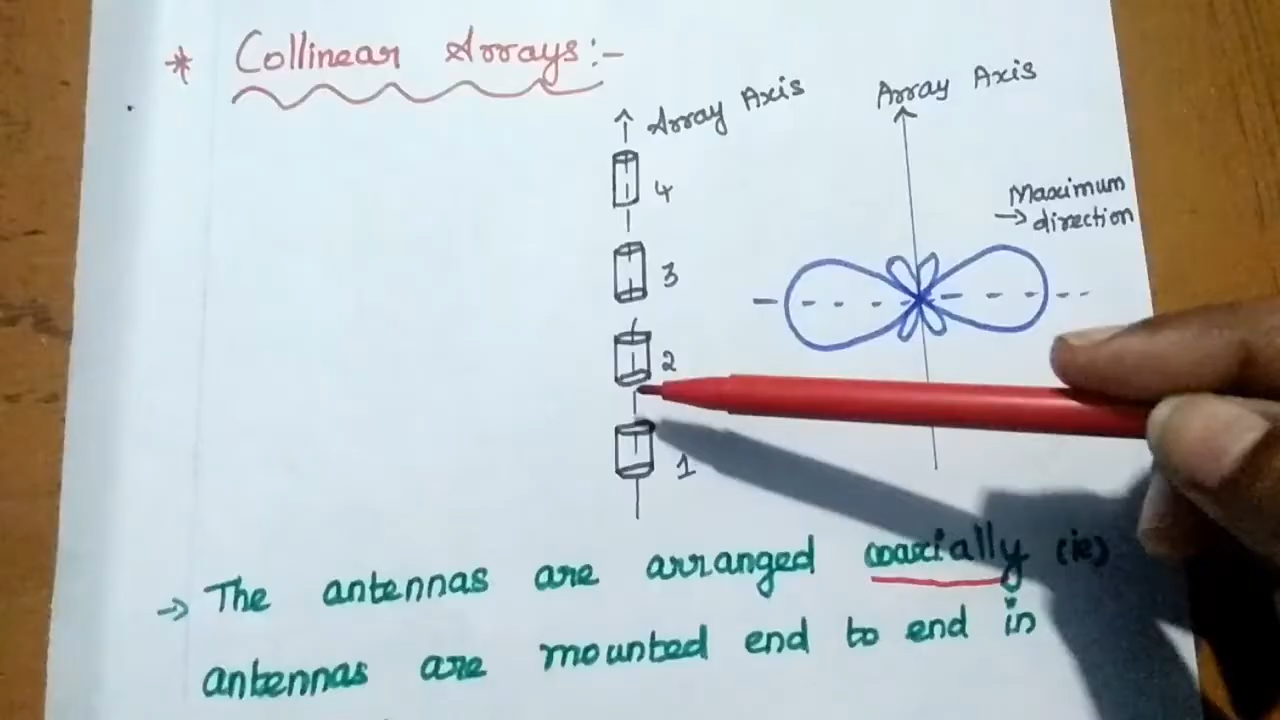 * Collinear Arrays:-
Array Axis
4
3
2
1
Array Axis
Maximum
→ direction
→ The antennas are arranged coaxially (ie)
antennas are mounted end to end in